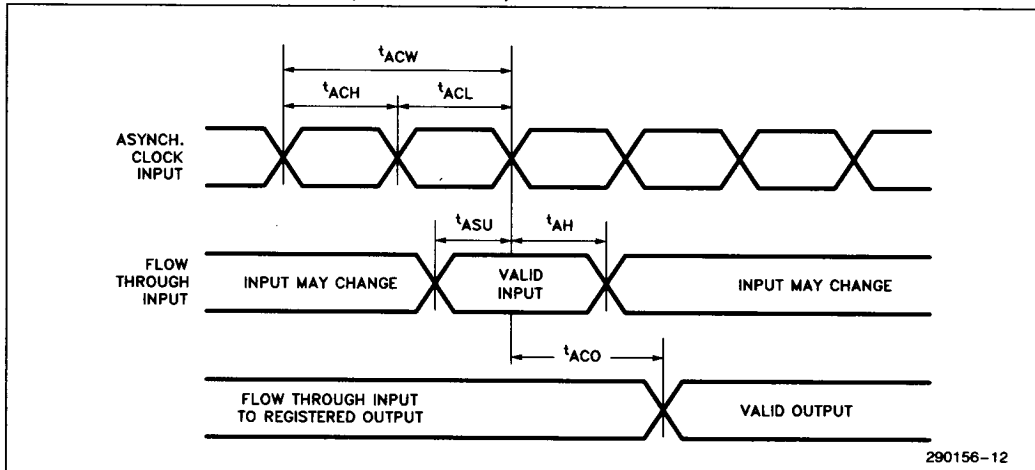 tACW
tACH
tACL
ASYNCH.
CLOCK
INPUT
tASU
tAH
FLOW
THROUGH
INPUT
INPUT MAY CHANGE
VALID
INPUT
INPUT MAY CHANGE
tACO
FLOW THROUGH INPUT
TO REGISTERED OUTPUT
VALID OUTPUT
290156-12